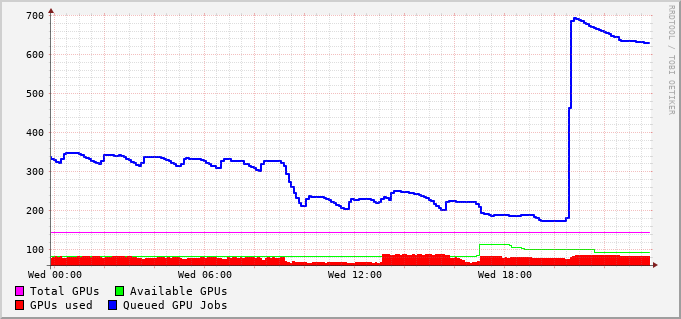 700
600
500
400
300
200
100
Wed 00:00 Wed 06:00 Wed 12:00 Wed 18:00
Total GPUs Available GPUs
GPUs used Queued GPU Jobs
RRDTOOL / TOBI OETIKER